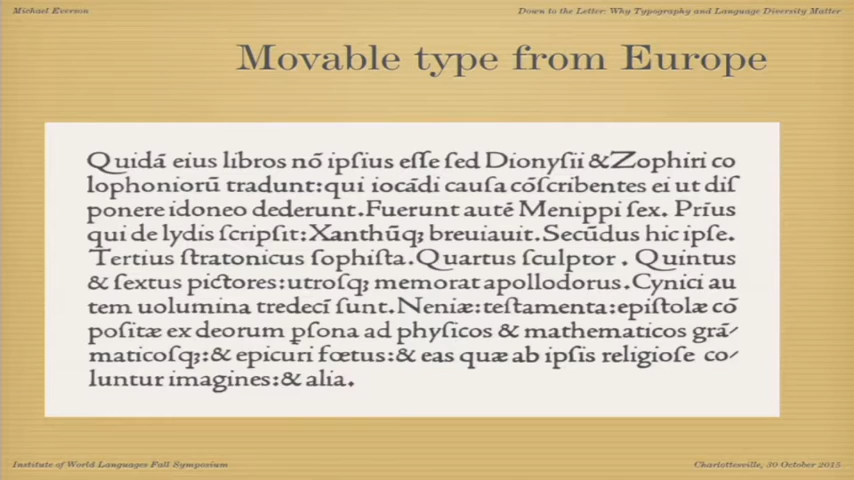 Michael Everson
Down to the Letter: Why Typography and Language Diversity Matter
Movable type from Europe
Quidā eius libros nō ipſius eſſe ſed Dionyſii & Zophiri co
lophoniorū tradunt: qui iocādi cauſa cōſcribentes ei ut diſ
ponere idoneo dederunt. Fuerunt autē Menippi ſex. Prius
qui de lydis ſcripſit: Xanthūqꝫ breuiauit. Secūdus hic ipſe.
Tertius ſtratonicus ſophiſta. Quartus ſculptor . Quintus
& ſextus pictores: utroſqꝫ memorat apollodorus. Cynici au
tem uolumina tredecī ſunt. Neniæ: teſtamenta: epiſtolæ cō
poſitæ ex deorum ꝑſona ad phyſicos & mathematicos grā⸗
maticoſqꝫ: & epicuri fœtus: & eas quæ ab ipſis religioſe co⸗
luntur imagines: & alia.
Institute of World Languages Fall Symposium
Charlottesville, 30 October 2015